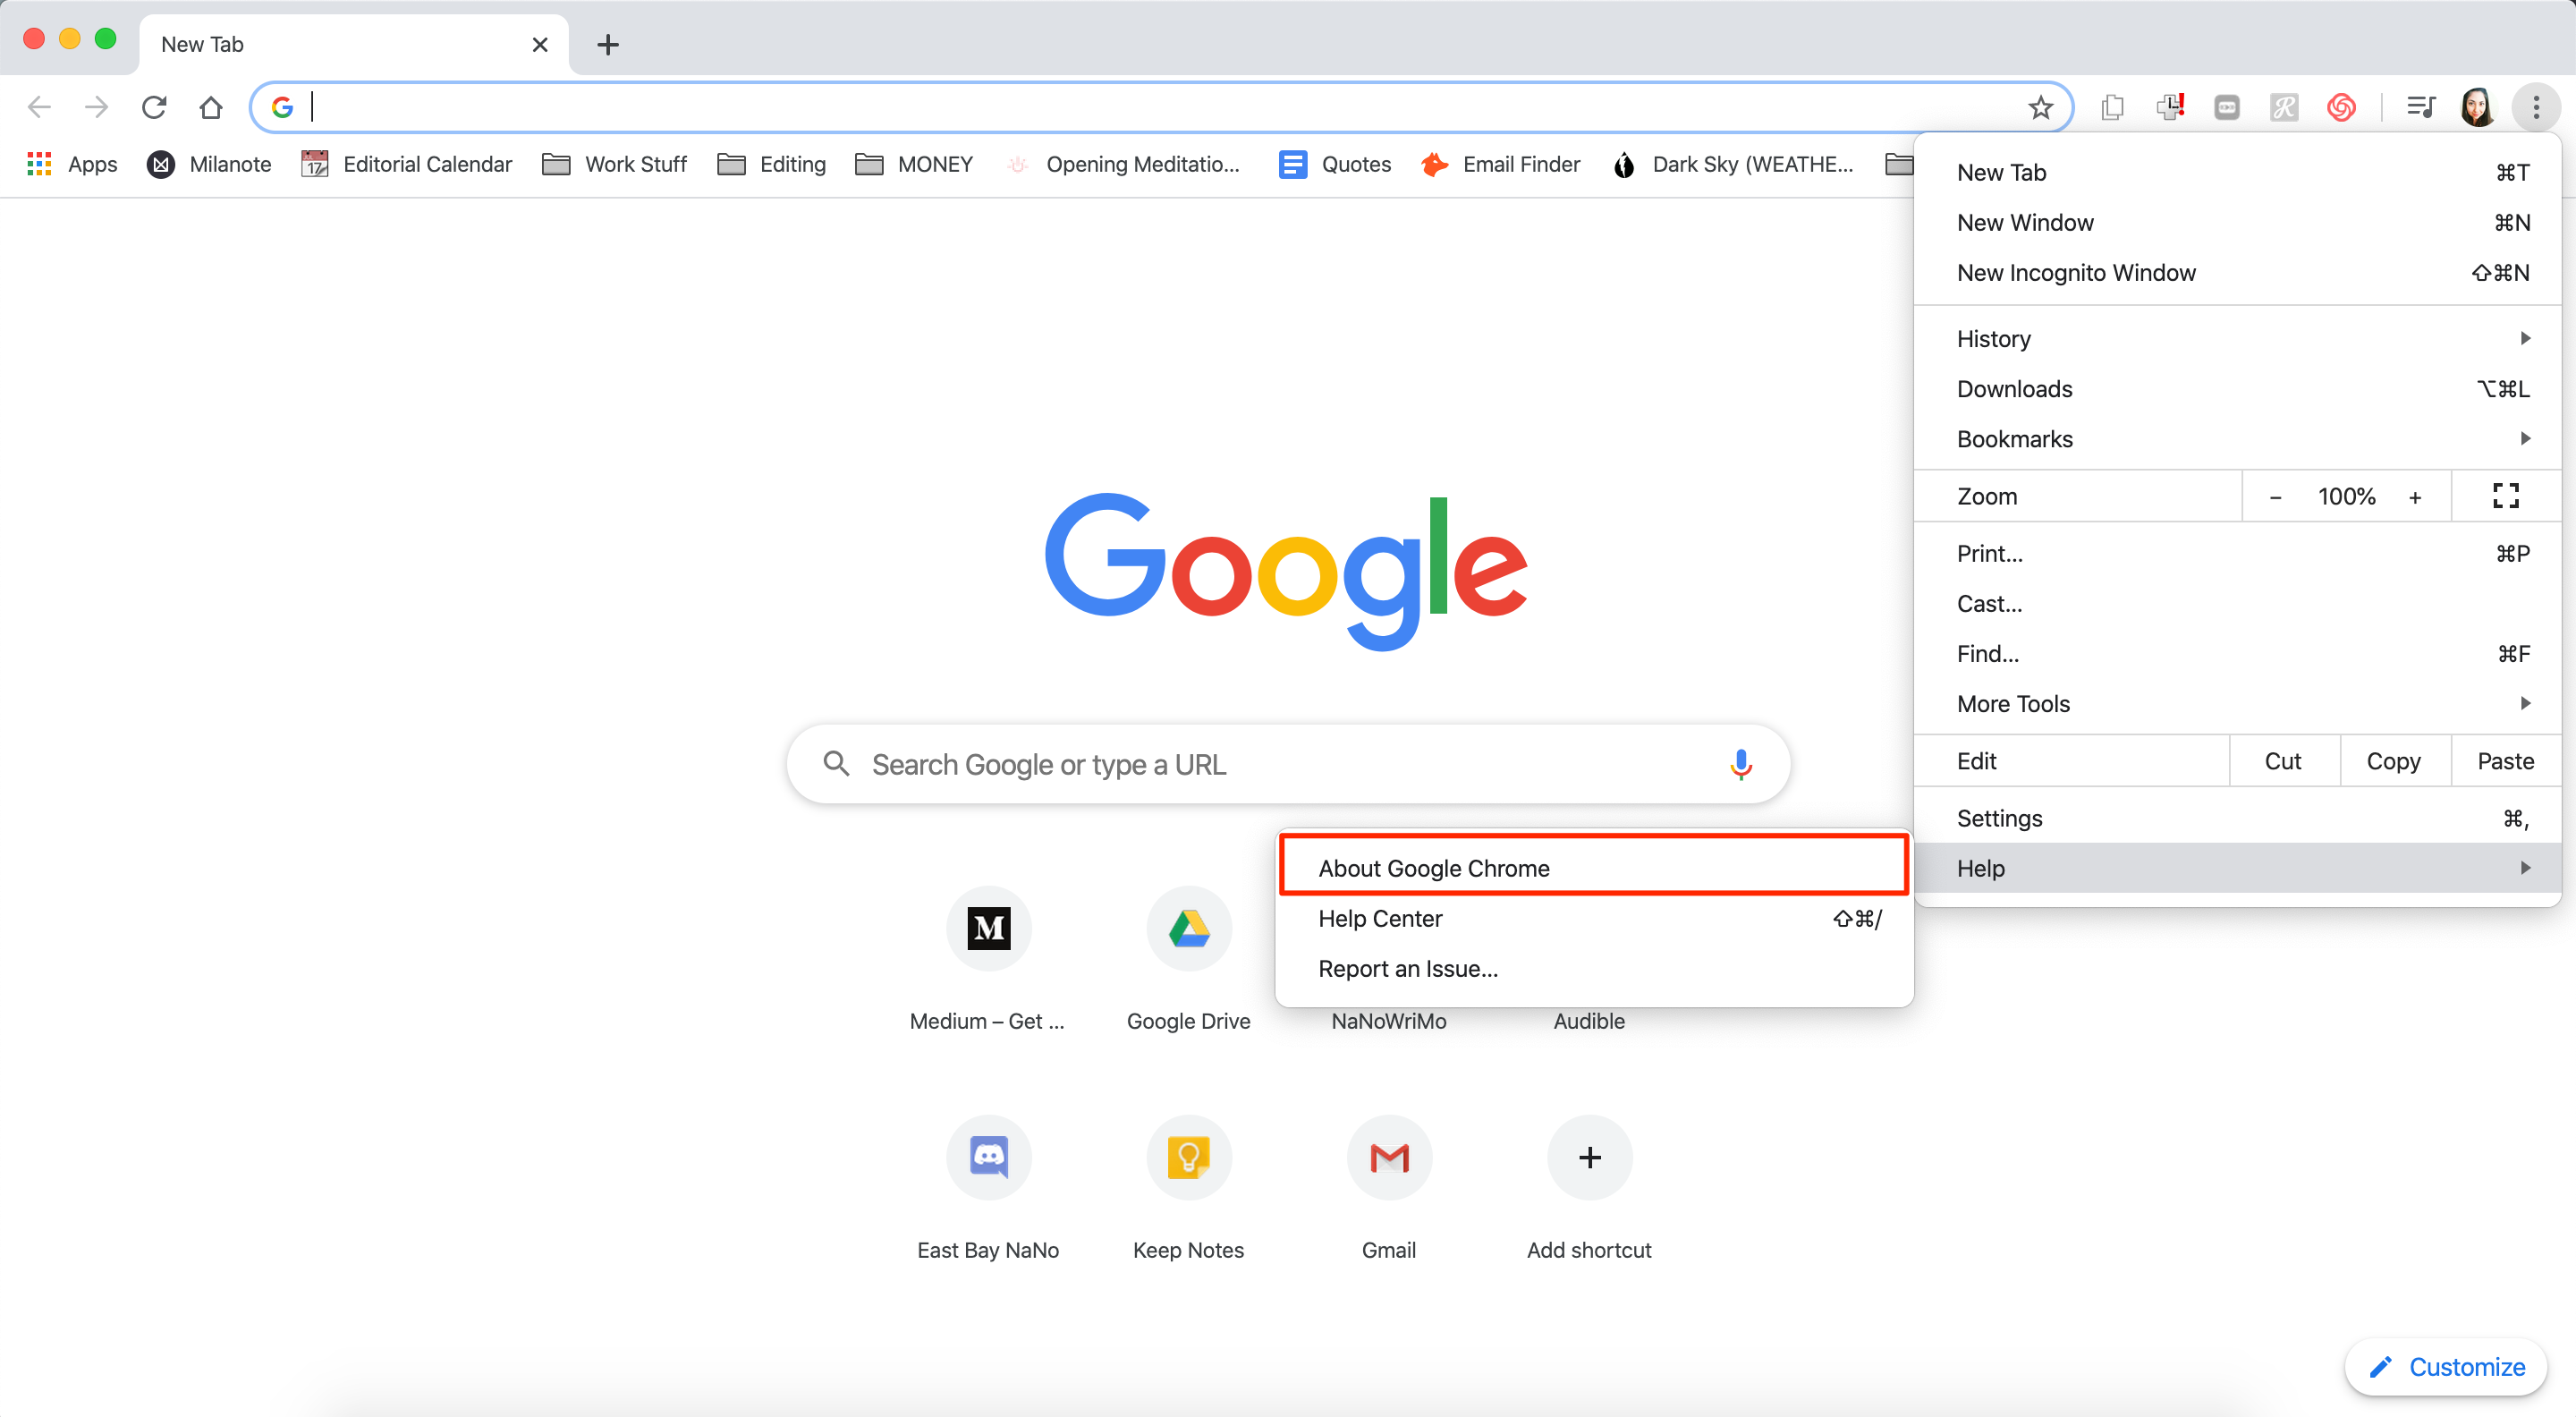 New Tab
Apps Milanote Editorial Calendar Work Stuff Editing MONEY Opening Meditatio... Quotes Email Finder Dark Sky (WEATHE...
17
New Tab ⌘T
New Window ⌘N
New Incognito Window ⇧⌘N
History
Downloads ⌥⌘L
Bookmarks
Zoom − 100% +
Print... ⌘P
Cast...
Find... ⌘F
More Tools
Edit Cut Copy Paste
Settings ⌘,
Help
Google
Search Google or type a URL
About Google Chrome
Help Center ⇧⌘/
Report an Issue...
M
Medium – Get ... Google Drive NaNoWriMo Audible
East Bay NaNo Keep Notes Gmail Add shortcut
Customize